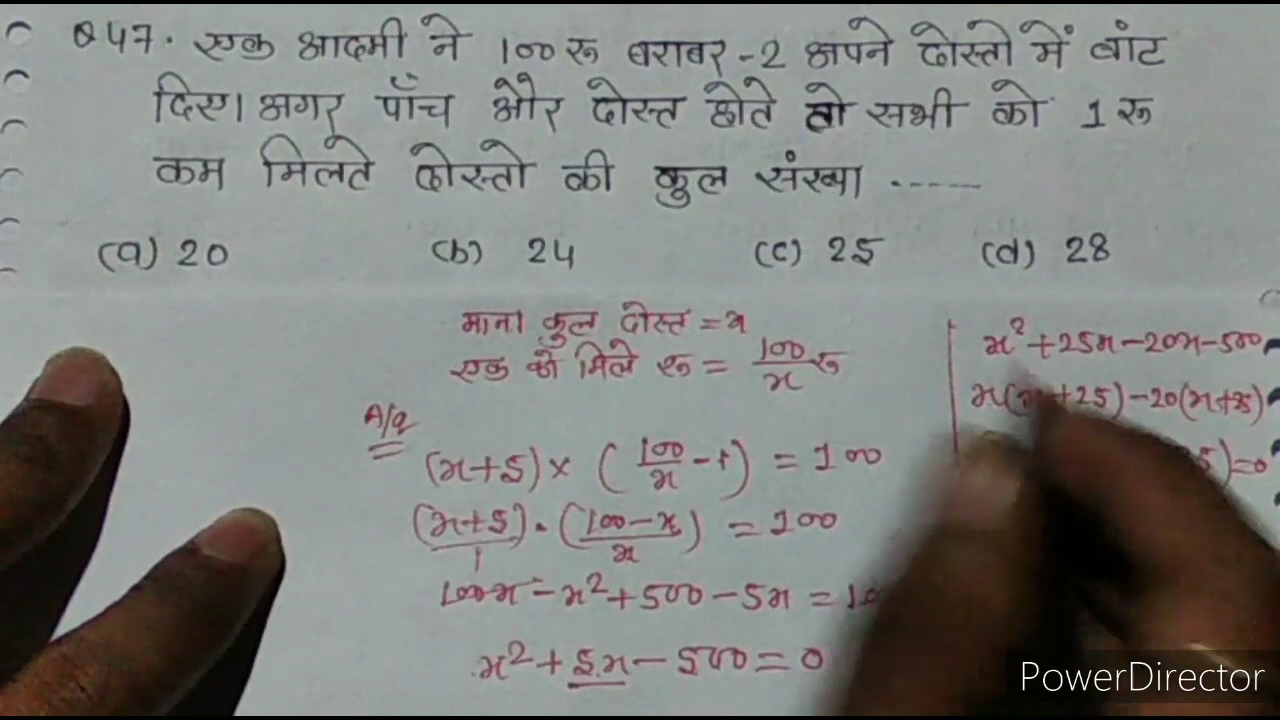 Q47. एक आदमी ने 100 रू बराबर-2 अपने दोस्तो में बांट
दिए। अगर पाँच और दोस्त होते तो सभी को 1 रू
कम मिलते दोस्तो की कुल संख्या ------
(a) 20 (b) 24 (c) 25 (d) 28
माना कुल दोस्त = x
एक को मिले रू = 100/x रू
A/q
(x+5) × (100/x - 1) = 100
(x+5)/1 · (100-x/x) = 100
100x - x² + 500 - 5x =
x² + 5x - 500 = 0
x² + 25x - 20x - 500
x( +25) - 20(x+25)
5) = 0
PowerDirector